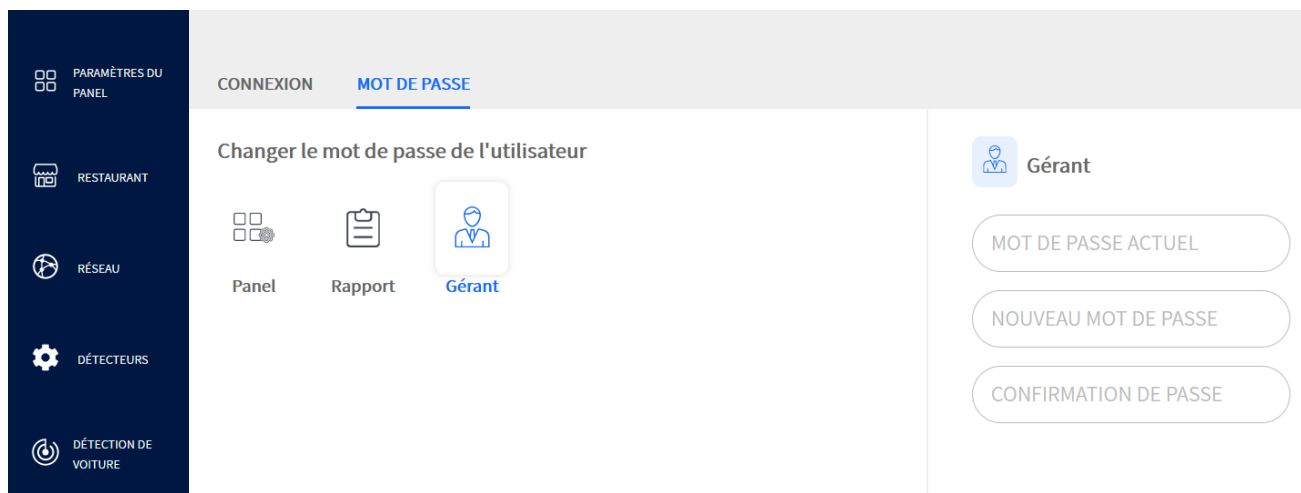 PARAMÈTRES DU
PANEL
RESTAURANT
RÉSEAU
DÉTECTEURS
DÉTECTION DE
VOITURE
CONNEXION
MOT DE PASSE
Changer le mot de passe de l'utilisateur
Panel
Rapport
Gérant
Gérant
MOT DE PASSE ACTUEL
NOUVEAU MOT DE PASSE
CONFIRMATION DE PASSE